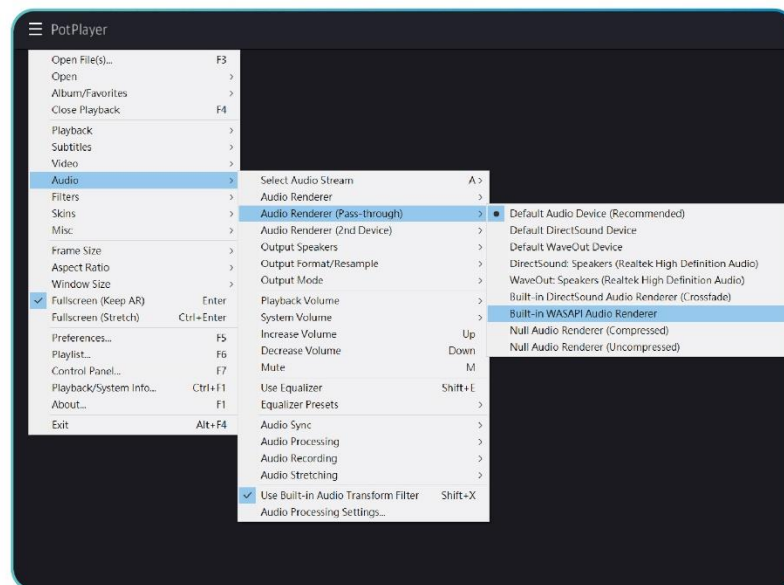 PotPlayer
Open File(s)... F3
Open
Album/Favorites
Close Playback F4
Playback
Subtitles
Video
Audio
Filters
Skins
Misc
Frame Size
Aspect Ratio
Window Size
Fullscreen (Keep AR) Enter
Fullscreen (Stretch) Ctrl+Enter
Preferences... F5
Playlist... F6
Control Panel... F7
Playback/System Info... Ctrl+F1
About... F1
Exit Alt+F4
Select Audio Stream A
Audio Renderer
Audio Renderer (Pass-through)
Audio Renderer (2nd Device)
Output Speakers
Output Format/Resample
Output Mode
Playback Volume
System Volume
Increase Volume Up
Decrease Volume Down
Mute M
Use Equalizer Shift+E
Equalizer Presets
Audio Sync
Audio Processing
Audio Recording
Audio Stretching
Use Built-in Audio Transform Filter Shift+X
Audio Processing Settings...
Default Audio Device (Recommended)
Default DirectSound Device
Default WaveOut Device
DirectSound: Speakers (Realtek High Definition Audio)
WaveOut: Speakers (Realtek High Definition Audio)
Built-in DirectSound Audio Renderer (Crossfade)
Built-in WASAPI Audio Renderer
Null Audio Renderer (Compressed)
Null Audio Renderer (Uncompressed)